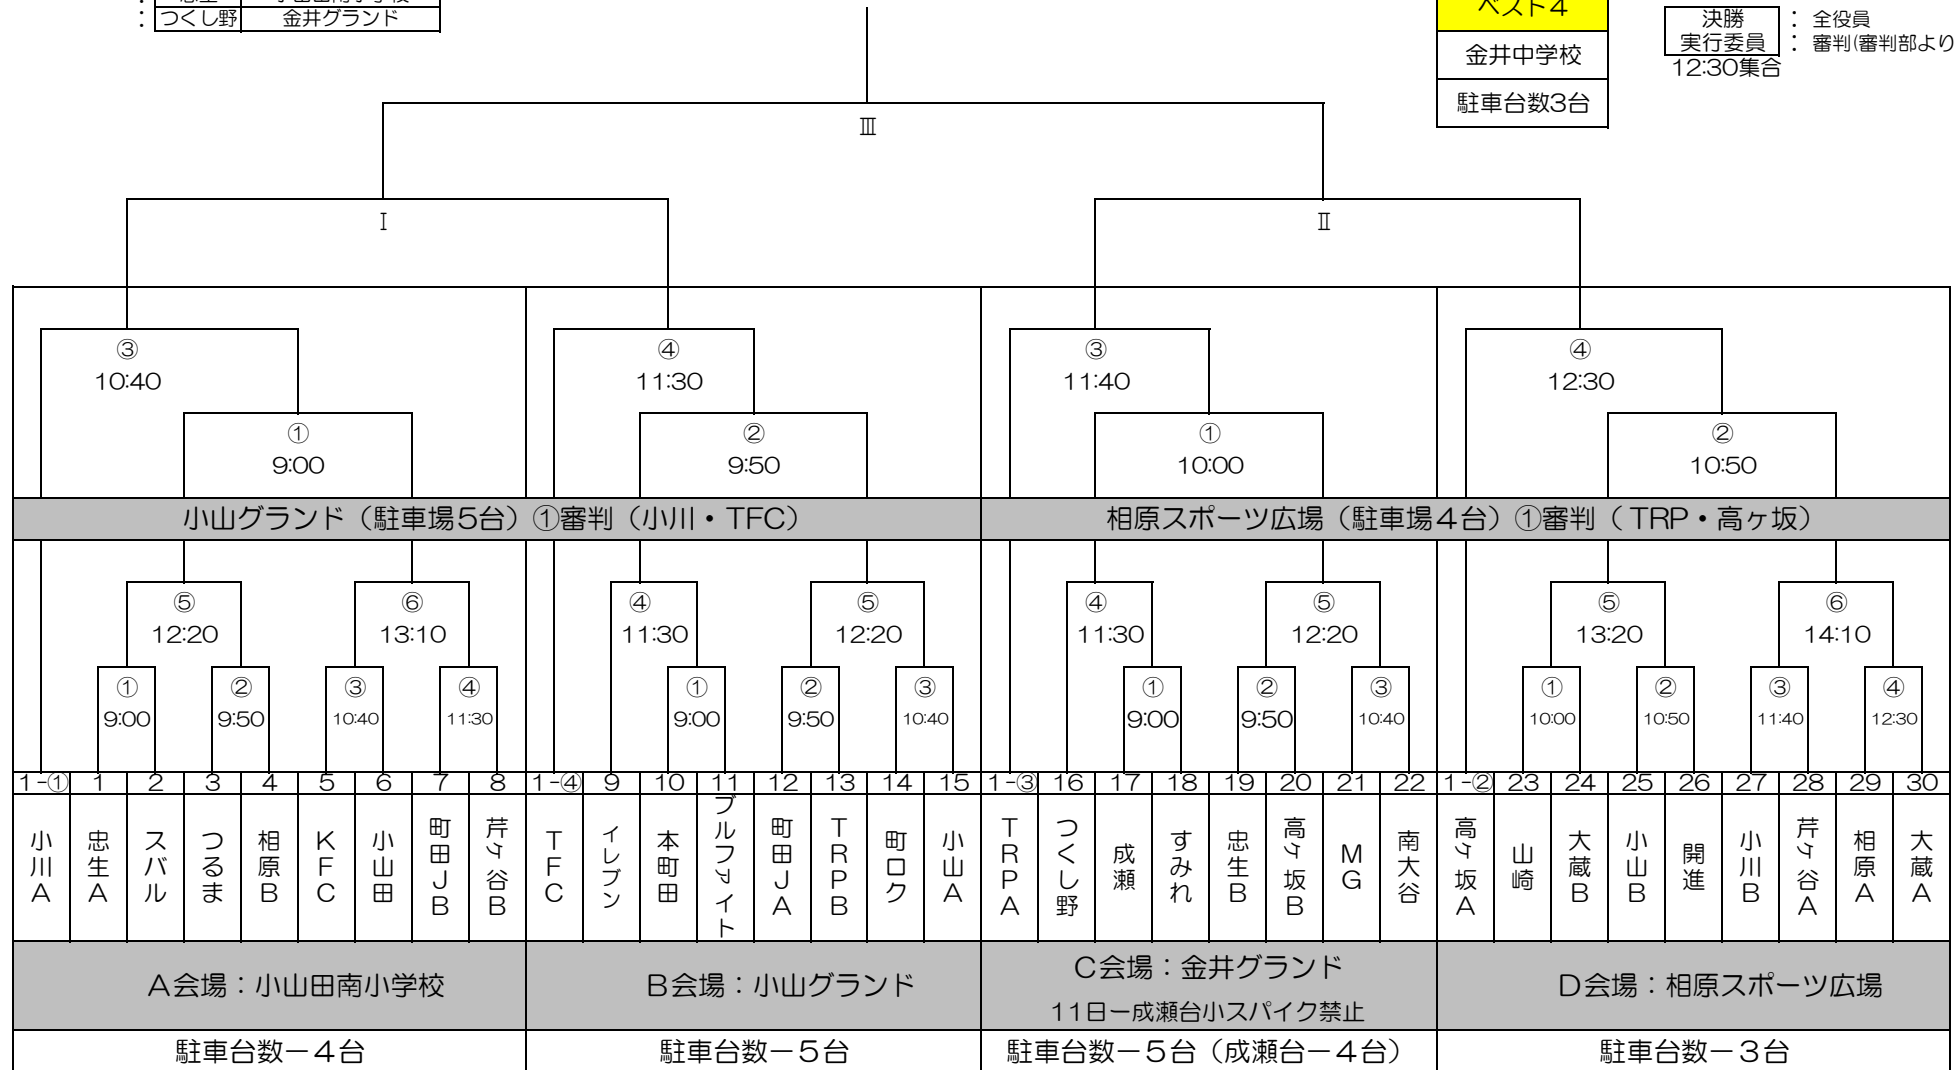 つくし野 金井グランド
ベスト4
金井中学校
駐車台数3台
決勝 : 全役員
実行委員 : 審判(審判部より
12:30集合
Ⅲ
Ⅰ Ⅱ
③ ④ ③ ④
10:40 11:30 11:40 12:30
① ② ① ②
9:00 9:50 10:00 10:50
小山グランド（駐車場5台）①審判（小川・TFC） 相原スポーツ広場（駐車場4台）①審判（TRP・高ヶ坂）
⑤ ⑥ ④ ⑤ ④ ⑤ ⑤ ⑥
12:20 13:10 11:30 12:20 11:30 12:20 13:20 14:10
① ② ③ ④ ① ② ③ ① ② ③ ① ② ③ ④
9:00 9:50 10:40 11:30 9:00 9:50 10:40 9:00 9:50 10:40 10:00 10:50 11:40 12:30
1-① 1 2 3 4 5 6 7 8 1-④ 9 10 11 12 13 14 15 1-③ 16 17 18 19 20 21 22 1-② 23 24 25 26 27 28 29 30
小川A 忠生A スバル つるま 相原B KFC 小山田 町田JB 芹ヶ谷B TFC イレブン 本町田 ブルファイト 町田JA TRPB 町ロク 小山A TRPA つくし野 成瀬 すみれ 忠生B 高ヶ坂B MG 南大谷 高ヶ坂A 山崎 大蔵B 小山B 開進 小川B 芹ヶ谷A 相原A 大蔵A
A会場：小山田南小学校 B会場：小山グランド C会場：金井グランド D会場：相原スポーツ広場
11日ー成瀬台小スパイク禁止
駐車台数ー4台 駐車台数ー5台 駐車台数ー5台（成瀬台ー4台） 駐車台数ー3台